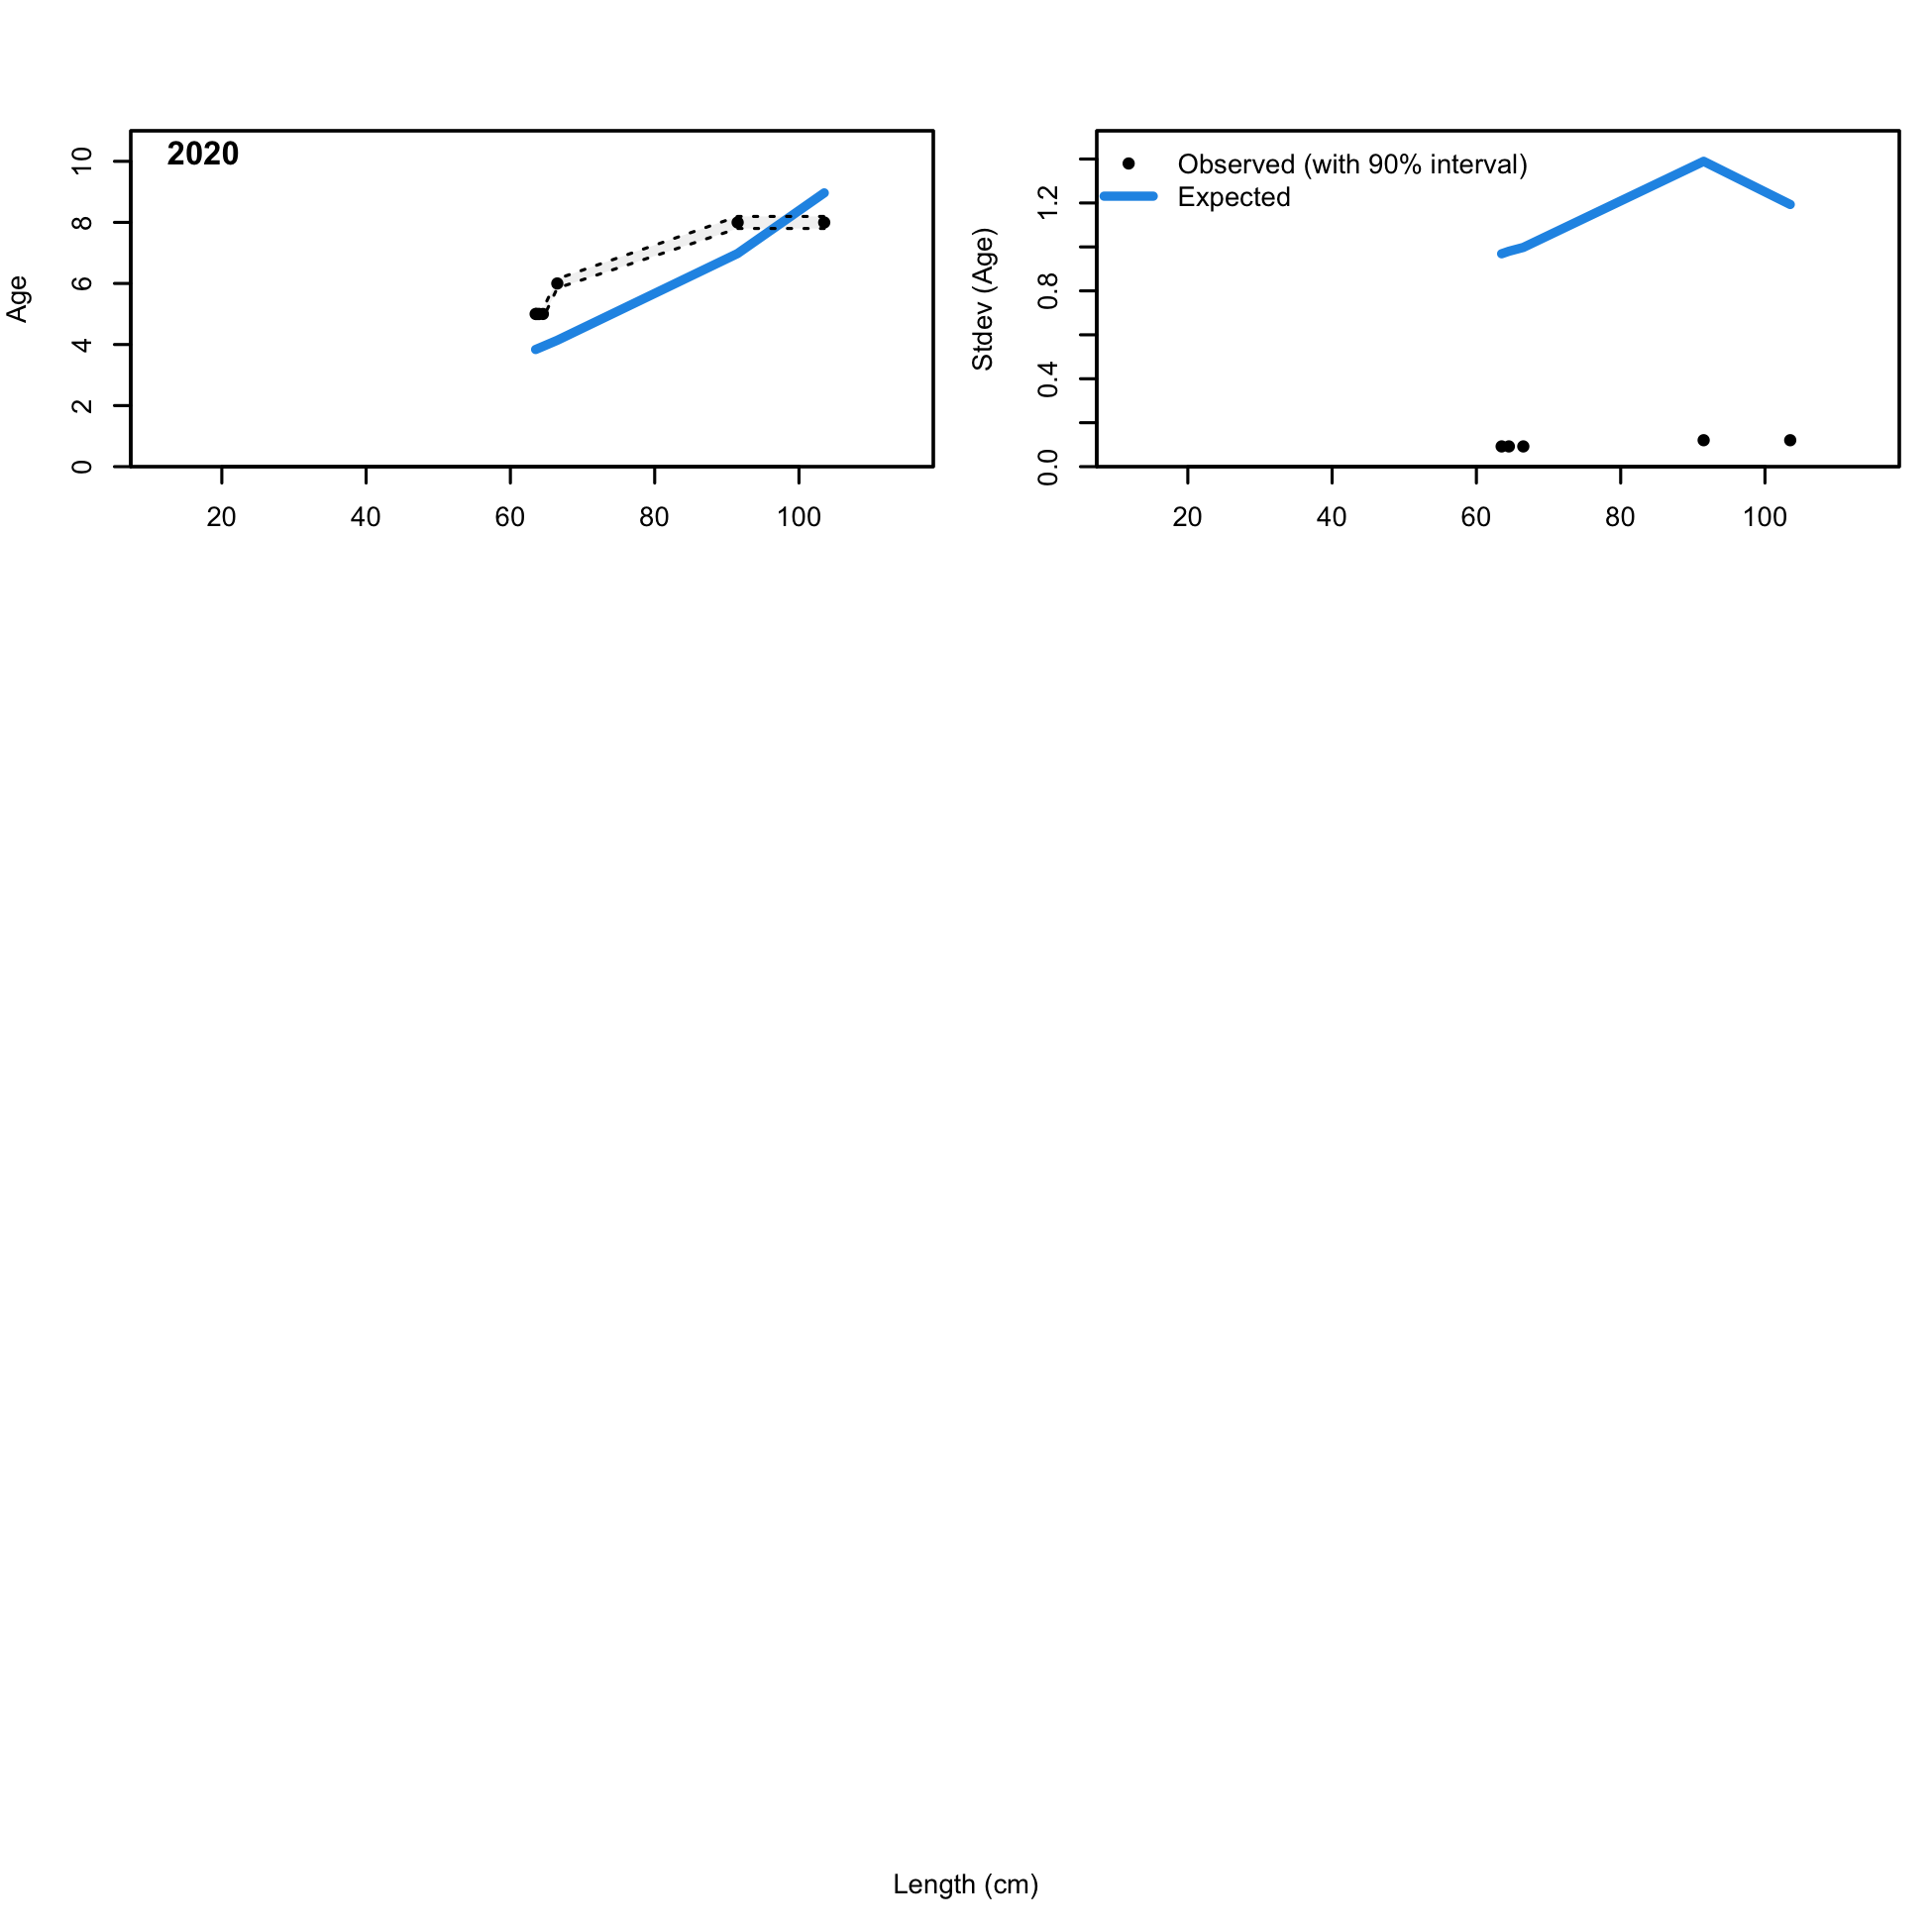 2020
Age
0 2 4 6 8 10
20 40 60 80 100
Observed (with 90% interval)
Expected
Stdev (Age)
0.0 0.4 0.8 1.2
20 40 60 80 100
Length (cm)